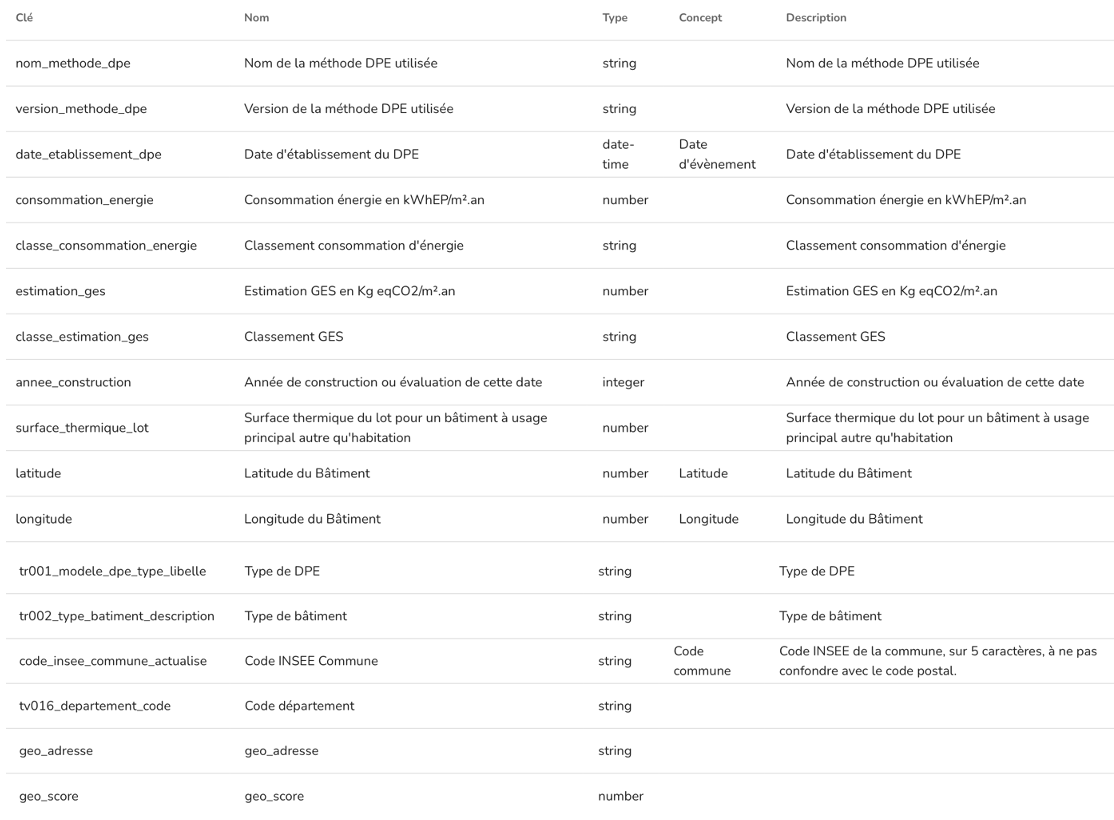 Clé Nom Type Concept Description
nom_methode_dpe Nom de la méthode DPE utilisée string Nom de la méthode DPE utilisée
version_methode_dpe Version de la méthode DPE utilisée string Version de la méthode DPE utilisée
date_etablissement_dpe Date d'établissement du DPE date-time Date d'évènement Date d'établissement du DPE
consommation_energie Consommation énergie en kWhEP/m².an number Consommation énergie en kWhEP/m².an
classe_consommation_energie Classement consommation d'énergie string Classement consommation d'énergie
estimation_ges Estimation GES en Kg eqCO2/m².an number Estimation GES en Kg eqCO2/m².an
classe_estimation_ges Classement GES string Classement GES
annee_construction Année de construction ou évaluation de cette date integer Année de construction ou évaluation de cette date
surface_thermique_lot Surface thermique du lot pour un bâtiment à usage principal autre qu'habitation number Surface thermique du lot pour un bâtiment à usage principal autre qu'habitation
latitude Latitude du Bâtiment number Latitude Latitude du Bâtiment
longitude Longitude du Bâtiment number Longitude Longitude du Bâtiment
tr001_modele_dpe_type_libelle Type de DPE string Type de DPE
tr002_type_batiment_description Type de bâtiment string Type de bâtiment
code_insee_commune_actualise Code INSEE Commune string Code commune Code INSEE de la commune, sur 5 caractères, à ne pas confondre avec le code postal.
tv016_departement_code Code département string
geo_adresse geo_adresse string
geo_score geo_score number